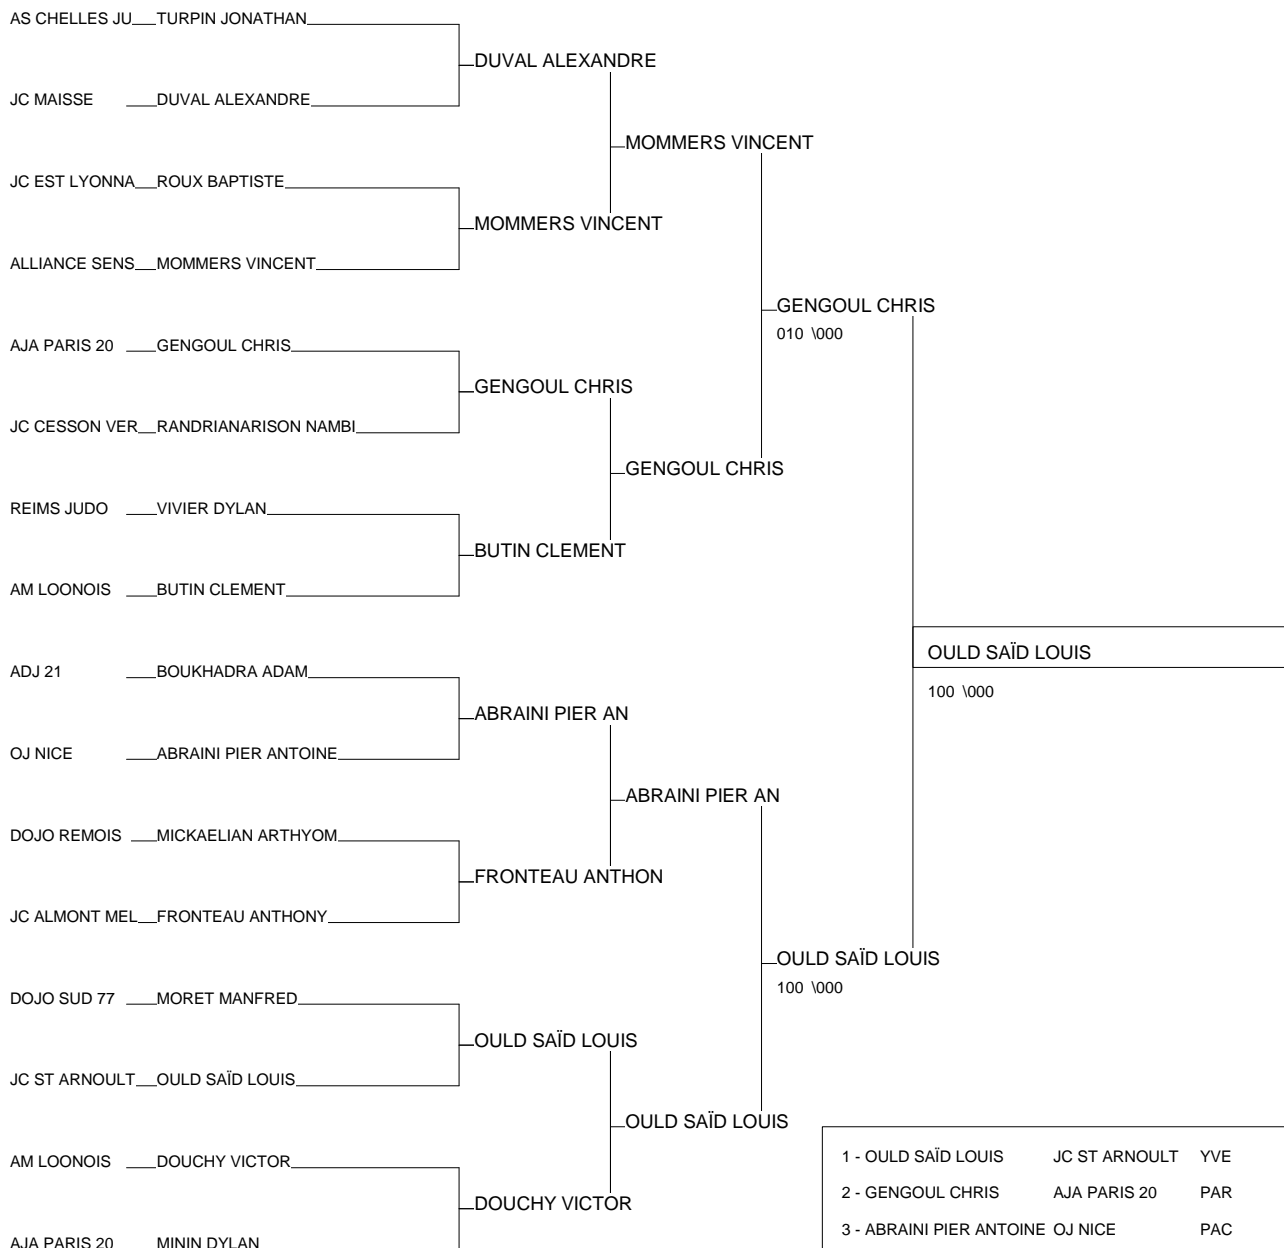 AS CHELLES JU TURPIN JONATHAN
DUVAL ALEXANDRE
JC MAISSE DUVAL ALEXANDRE
MOMMERS VINCENT
JC EST LYONNA ROUX BAPTISTE
MOMMERS VINCENT
ALLIANCE SENS MOMMERS VINCENT
GENGOUL CHRIS
010 \000
AJA PARIS 20 GENGOUL CHRIS
GENGOUL CHRIS
JC CESSON VER RANDRIANARISON NAMBI
GENGOUL CHRIS
REIMS JUDO VIVIER DYLAN
BUTIN CLEMENT
AM LOONOIS BUTIN CLEMENT
OULD SAÏD LOUIS
100 \000
ADJ 21 BOUKHADRA ADAM
ABRAINI PIER AN
OJ NICE ABRAINI PIER ANTOINE
ABRAINI PIER AN
DOJO REMOIS MICKAELIAN ARTHYOM
FRONTEAU ANTHON
JC ALMONT MEL FRONTEAU ANTHONY
OULD SAÏD LOUIS
100 \000
DOJO SUD 77 MORET MANFRED
OULD SAÏD LOUIS
JC ST ARNOULT OULD SAÏD LOUIS
OULD SAÏD LOUIS
AM LOONOIS DOUCHY VICTOR
DOUCHY VICTOR
AJA PARIS 20 MININ DYLAN
1 - OULD SAÏD LOUIS JC ST ARNOULT YVE
2 - GENGOUL CHRIS AJA PARIS 20 PAR
3 - ABRAINI PIER ANTOINE OJ NICE PAC